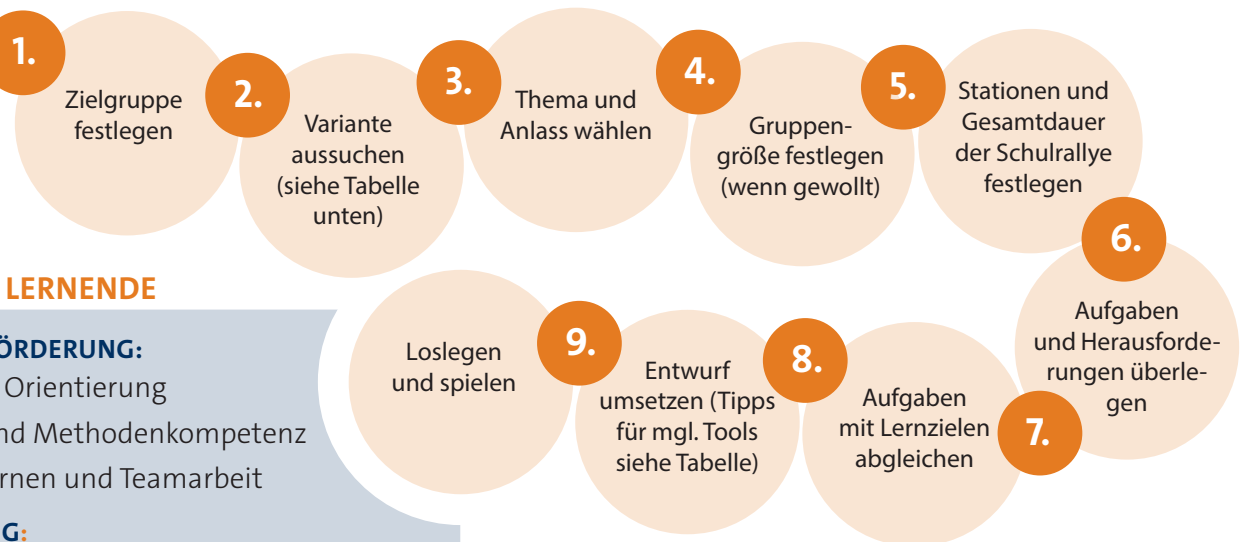 1.
Zielgruppe
festlegen
2.
Variante
aussuchen
(siehe Tabelle
unten)
3.
Thema und
Anlass wählen
4.
Gruppen-
größe festlegen
(wenn gewollt)
5.
Stationen und
Gesamtdauer
der Schulrallye
festlegen
6.
Aufgaben
und Herausforde-
rungen überle-
gen
7.
Aufgaben
mit Lernzielen
abgleichen
8.
Entwurf
umsetzen (Tipps
für mgl. Tools
siehe Tabelle)
9.
Loslegen
und spielen
LERNENDE
ÖRDERUNG:
Orientierung
nd Methodenkompetenz
rnen und Teamarbeit
G: